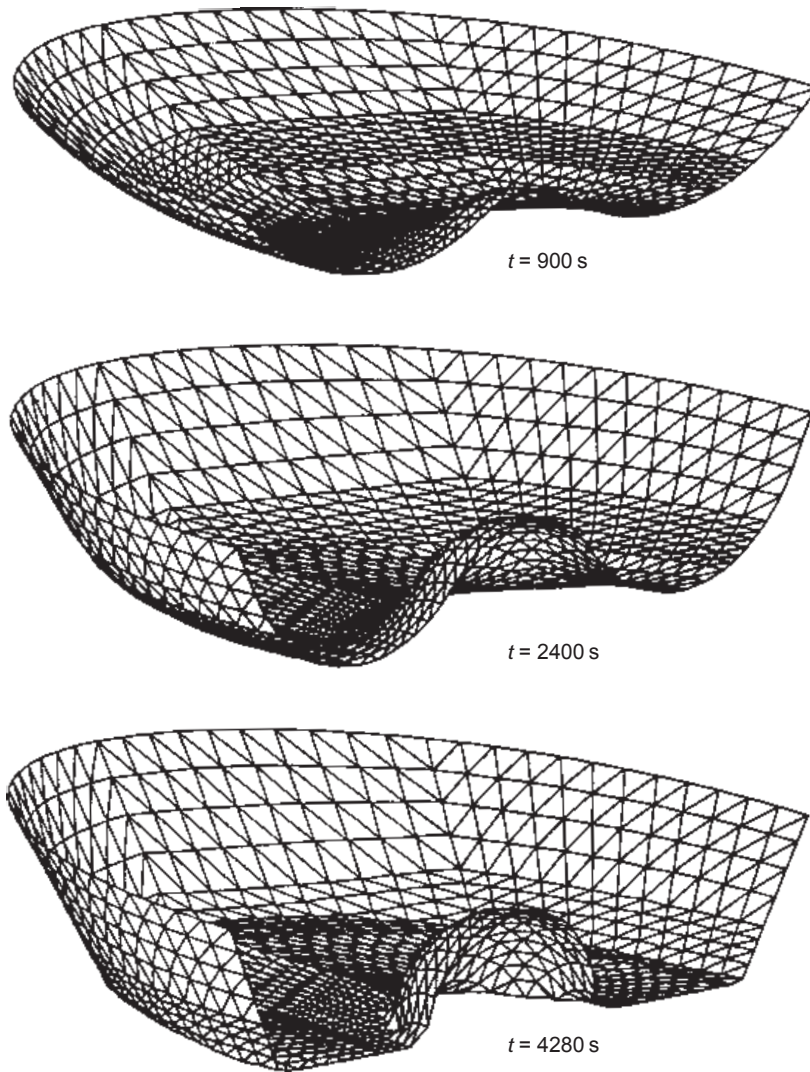 t = 900 s
t = 2400 s
t = 4280 s